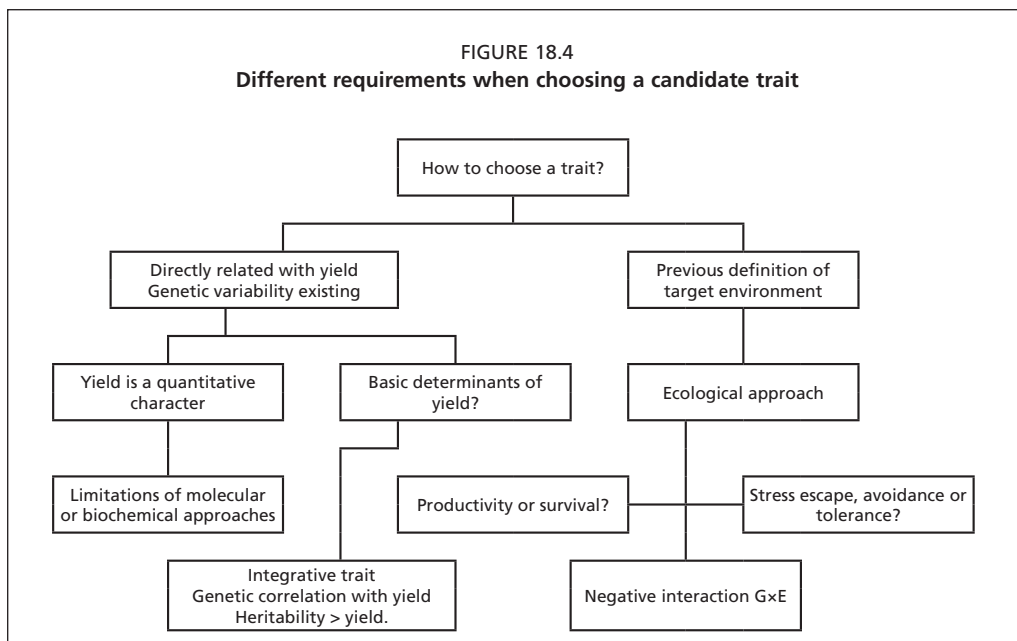 FIGURE 18.4
Different requirements when choosing a candidate trait
How to choose a trait?
Directly related with yield
Genetic variability existing
Previous definition of
target environment
Yield is a quantitative
character
Basic determinants of
yield?
Ecological approach
Limitations of molecular
or biochemical approaches
Productivity or survival?
Stress escape, avoidance or
tolerance?
Integrative trait
Genetic correlation with yield
Heritability > yield.
Negative interaction G×E